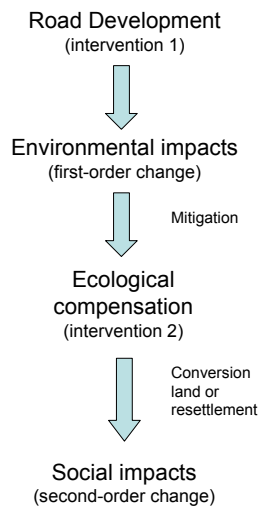 Road Development
(intervention 1)
Environmental impacts
(first-order change)
Mitigation
Ecological
compensation
(intervention 2)
Conversion
land or
resettlement
Social impacts
(second-order change)